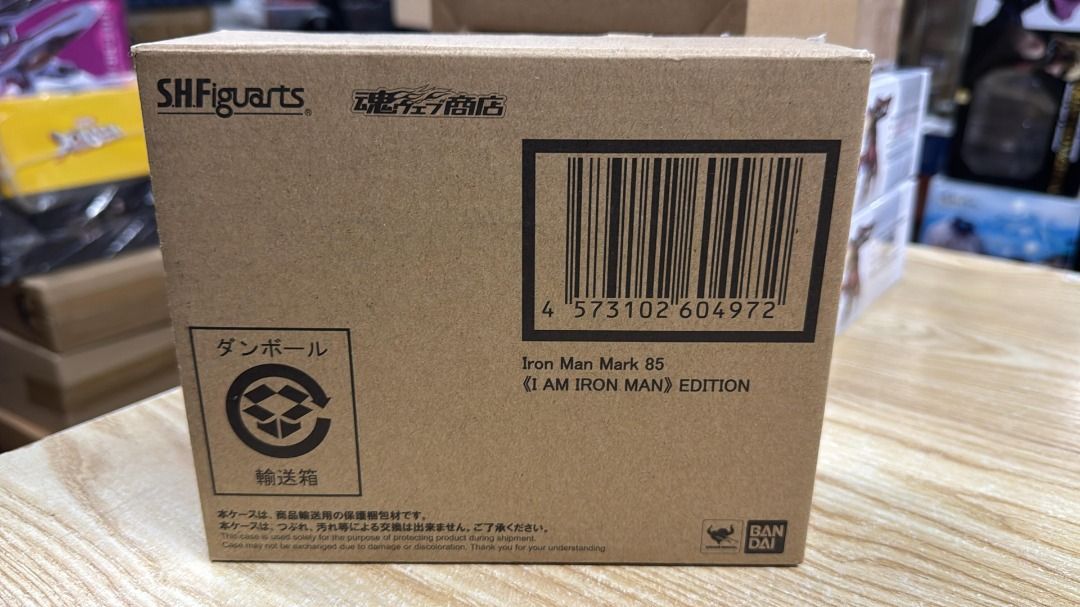 S.H.Figuarts®
魂ウェブ商店
4 573102 604972
Iron Man Mark 85
《I AM IRON MAN》 EDITION
ダンボール
輸送箱
本ケースは、商品輸送用の保護梱包材です。
本ケースは、つぶれ、汚れ等による交換は出来ません。ご了承ください。
This case is used solely for the purpose of protecting product during shipment.
Case may not be exchanged due to damage or discoloration. Thank you for your understanding
BAN
DAI